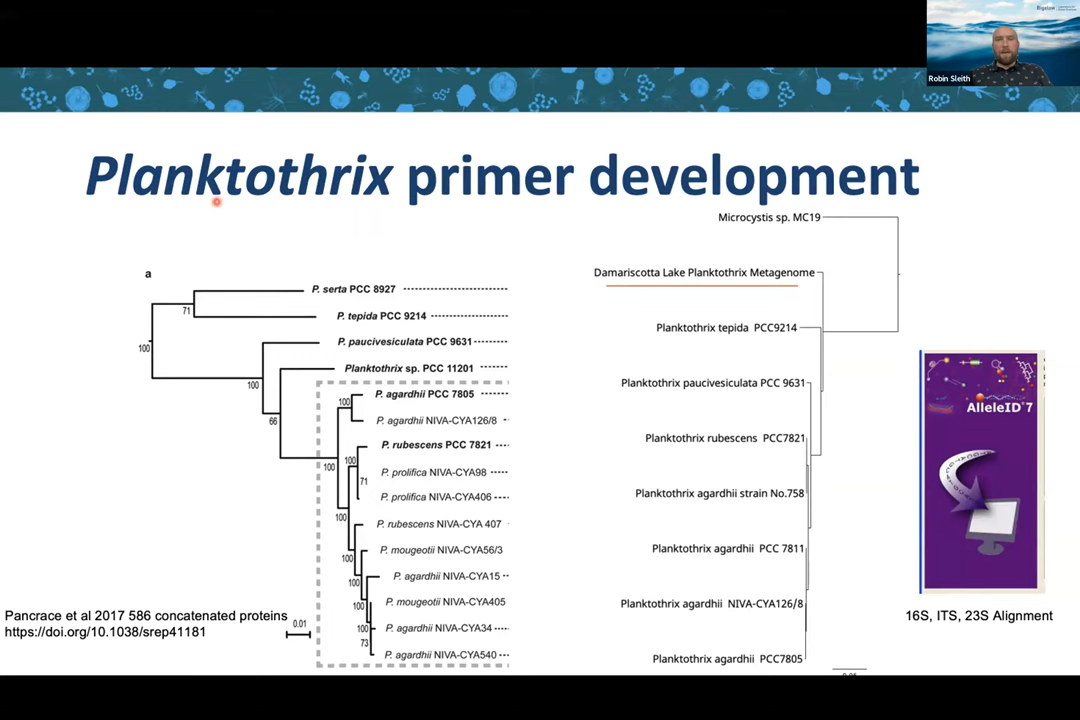 Bigelow
Robin Sleith
Planktothrix primer development
a
P. serta PCC 8927
P. tepida PCC 9214
P. paucivesiculata PCC 9631
Planktothrix sp. PCC 11201
P. agardhii PCC 7805
P. agardhii NIVA-CYA126/8
P. rubescens PCC 7821
P. prolifica NIVA-CYA98
P. prolifica NIVA-CYA406
P. rubescens NIVA-CYA 407
P. mougeotii NIVA-CYA56/3
P. agardhii NIVA-CYA15
P. mougeotii NIVA-CYA405
P. agardhii NIVA-CYA34
P. agardhii NIVA-CYA540
71
100
100
66
100
100
100
100
71
100
100
100
100
73
0.01
Pancrace et al 2017 586 concatenated proteins
https://doi.org/10.1038/srep41181
Microcystis sp. MC19
Damariscotta Lake Planktothrix Metagenome
Planktothrix tepida PCC9214
Planktothrix paucivesiculata PCC 9631
Planktothrix rubescens PCC7821
Planktothrix agardhii strain No.758
Planktothrix agardhii PCC 7811
Planktothrix agardhii NIVA-CYA126/8
Planktothrix agardhii PCC7805
AlleleID 7
16S, ITS, 23S Alignment